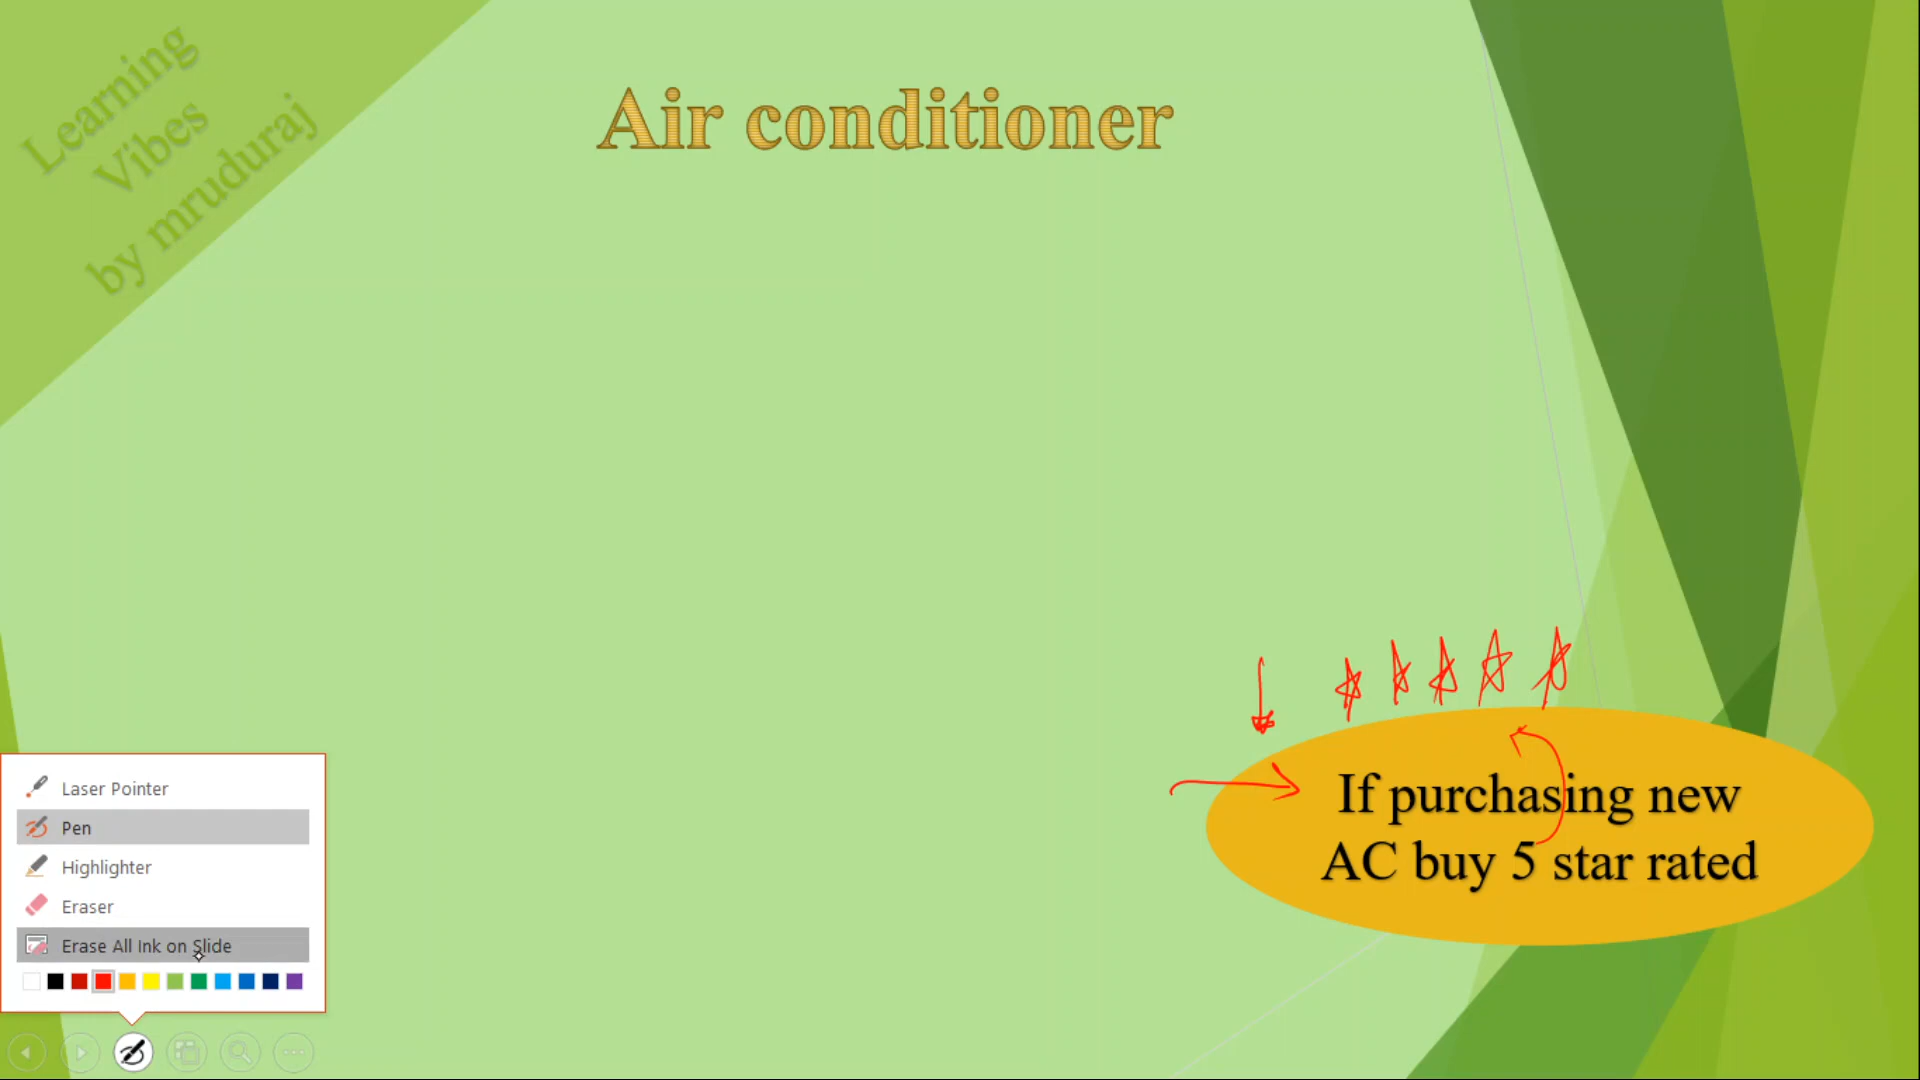 Learning
Vibes
by mruduraj
Air conditioner
If purchasing new
AC buy 5 star rated
Laser Pointer
Pen
Highlighter
Eraser
Erase All Ink on Slide